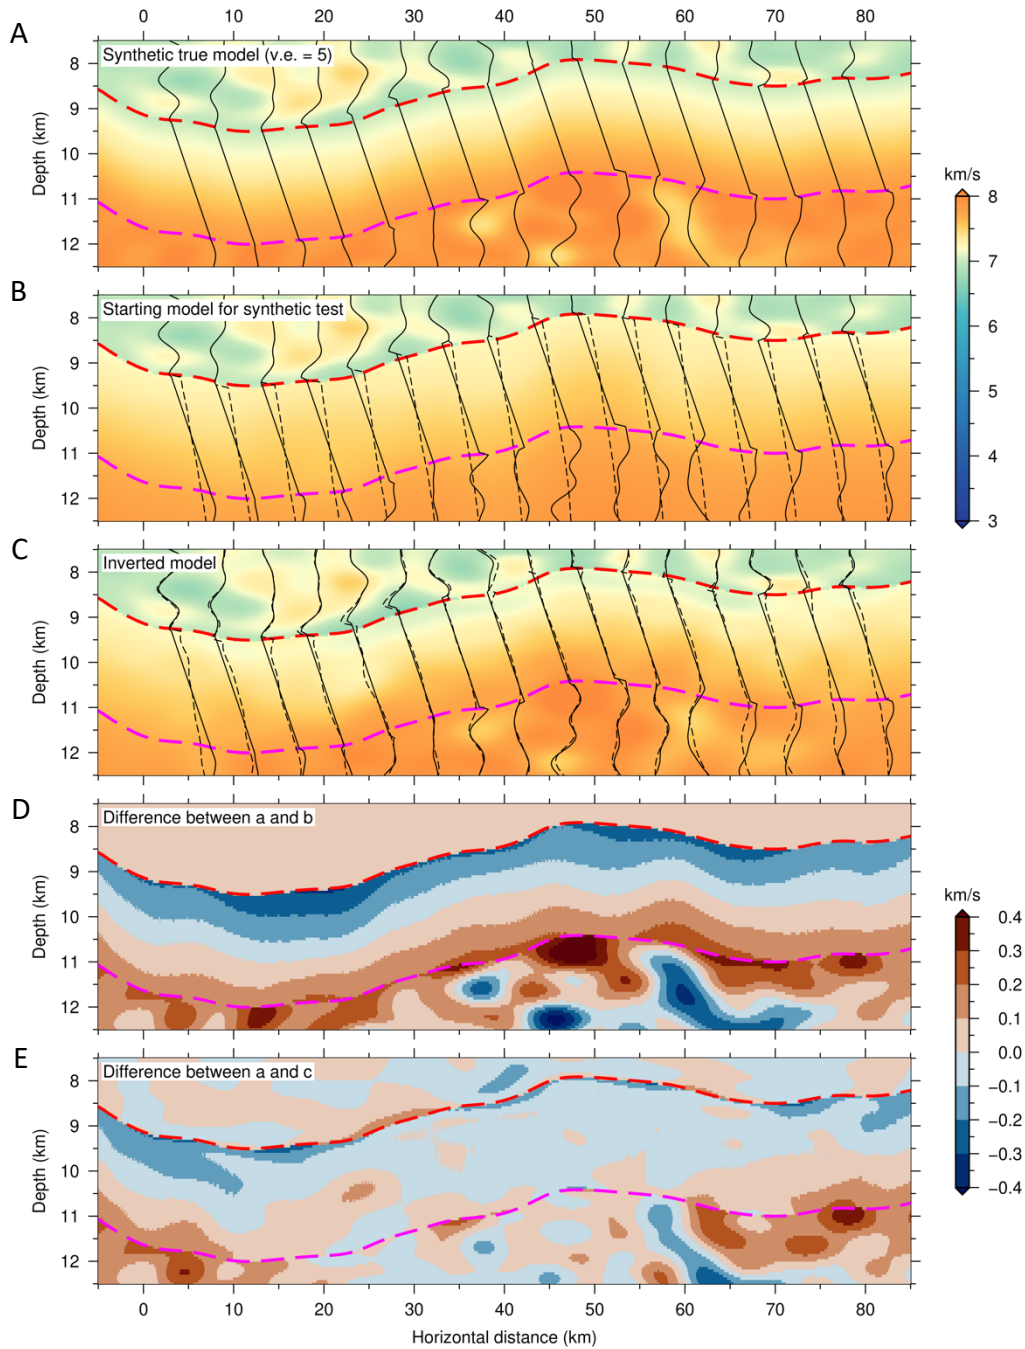 0 10 20 30 40 50 60 70 80
A
Synthetic true model (v.e. = 5)
8
9
10
11
12
Depth (km)
B
Starting model for synthetic test
8
9
10
11
12
Depth (km)
km/s
8
7
6
5
4
3
C
Inverted model
8
9
10
11
12
Depth (km)
D
Difference between a and b
8
9
10
11
12
Depth (km)
E
Difference between a and c
8
9
10
11
12
Depth (km)
km/s
0.4
0.3
0.2
0.1
0.0
−0.1
−0.2
−0.3
−0.4
0 10 20 30 40 50 60 70 80
Horizontal distance (km)